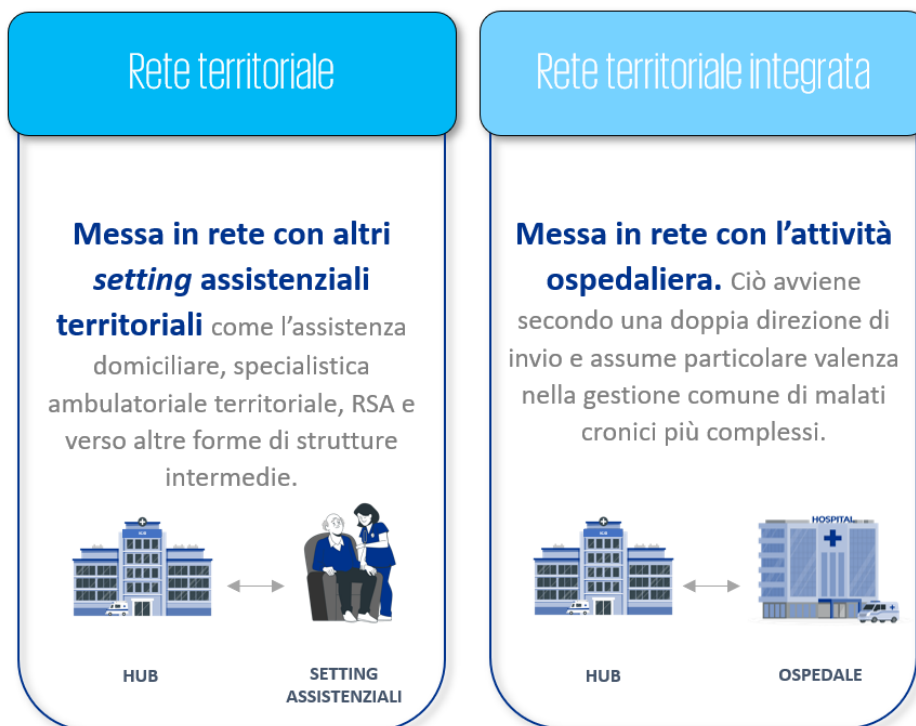 Rete territoriale
Messa in rete con altri
setting assistenziali
territoriali come l'assistenza
domiciliare, specialistica
ambulatoriale territoriale, RSA e
verso altre forme di strutture
intermedie.
HUB
HUB
SETTING
ASSISTENZIALI
Rete territoriale integrata
Messa in rete con l'attività
ospedaliera. Ciò avviene
secondo una doppia direzione di
invio e assume particolare valenza
nella gestione comune di malati
cronici più complessi.
HUB
HOSPITAL
HUB
OSPEDALE